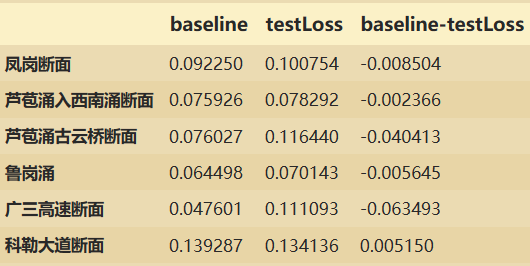 baseline testLoss baseline-testLoss
凤岗断面 0.092250 0.100754 -0.008504
芦苞涌入西南涌断面 0.075926 0.078292 -0.002366
芦苞涌古云桥断面 0.076027 0.116440 -0.040413
鲁岗涌 0.064498 0.070143 -0.005645
广三高速断面 0.047601 0.111093 -0.063493
科勒大道断面 0.139287 0.134136 0.005150